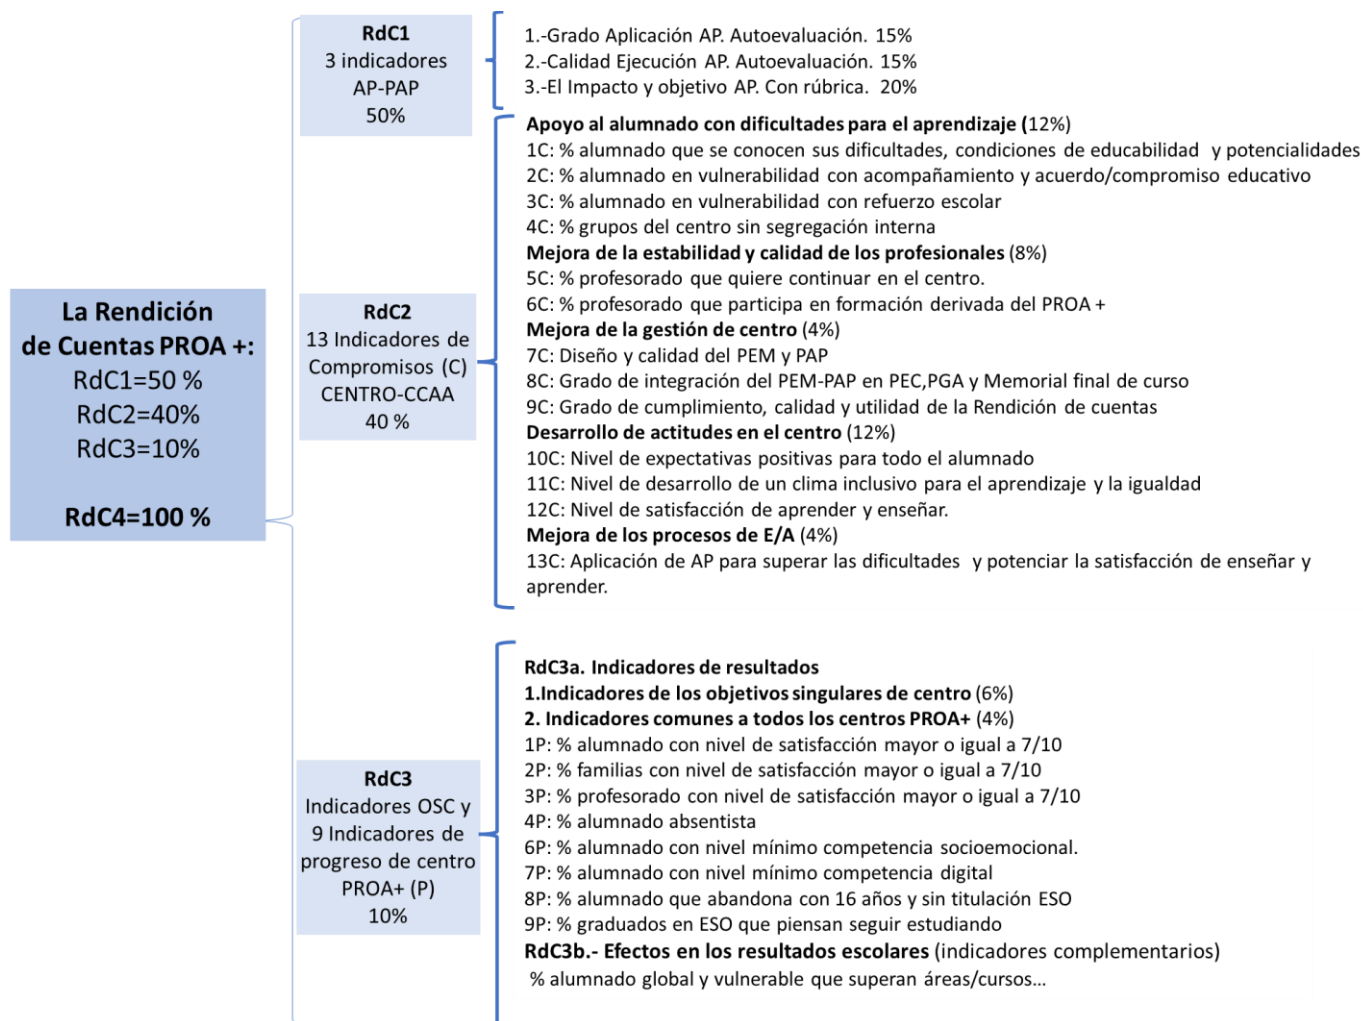 La Rendición
de Cuentas PROA +:
RdC1=50 %
RdC2=40%
RdC3=10%
RdC4=100 %
RdC1
3 indicadores
AP-PAP
50%
1.-Grado Aplicación AP. Autoevaluación. 15%
2.-Calidad Ejecución AP. Autoevaluación. 15%
3.-El Impacto y objetivo AP. Con rúbrica. 20%
RdC2
13 Indicadores de
Compromisos (C)
CENTRO-CCAA
40 %
Apoyo al alumnado con dificultades para el aprendizaje (12%)
1C: % alumnado que se conocen sus dificultades, condiciones de educabilidad y potencialidades
2C: % alumnado en vulnerabilidad con acompañamiento y acuerdo/compromiso educativo
3C: % alumnado en vulnerabilidad con refuerzo escolar
4C: % grupos del centro sin segregación interna
Mejora de la estabilidad y calidad de los profesionales (8%)
5C: % profesorado que quiere continuar en el centro.
6C: % profesorado que participa en formación derivada del PROA +
Mejora de la gestión de centro (4%)
7C: Diseño y calidad del PEM y PAP
8C: Grado de integración del PEM-PAP en PEC,PGA y Memorial final de curso
9C: Grado de cumplimiento, calidad y utilidad de la Rendición de cuentas
Desarrollo de actitudes en el centro (12%)
10C: Nivel de expectativas positivas para todo el alumnado
11C: Nivel de desarrollo de un clima inclusivo para el aprendizaje y la igualdad
12C: Nivel de satisfacción de aprender y enseñar.
Mejora de los procesos de E/A (4%)
13C: Aplicación de AP para superar las dificultades y potenciar la satisfacción de enseñar y
aprender.
RdC3
Indicadores OSC y
9 Indicadores de
progreso de centro
PROA+ (P)
10%
RdC3a. Indicadores de resultados
1.Indicadores de los objetivos singulares de centro (6%)
2. Indicadores comunes a todos los centros PROA+ (4%)
1P: % alumnado con nivel de satisfacción mayor o igual a 7/10
2P: % familias con nivel de satisfacción mayor o igual a 7/10
3P: % profesorado con nivel de satisfacción mayor o igual a 7/10
4P: % alumnado absentista
6P: % alumnado con nivel mínimo competencia socioemocional.
7P: % alumnado con nivel mínimo competencia digital
8P: % alumnado que abandona con 16 años y sin titulación ESO
9P: % graduados en ESO que piensan seguir estudiando
RdC3b.- Efectos en los resultados escolares (indicadores complementarios)
% alumnado global y vulnerable que superan áreas/cursos...